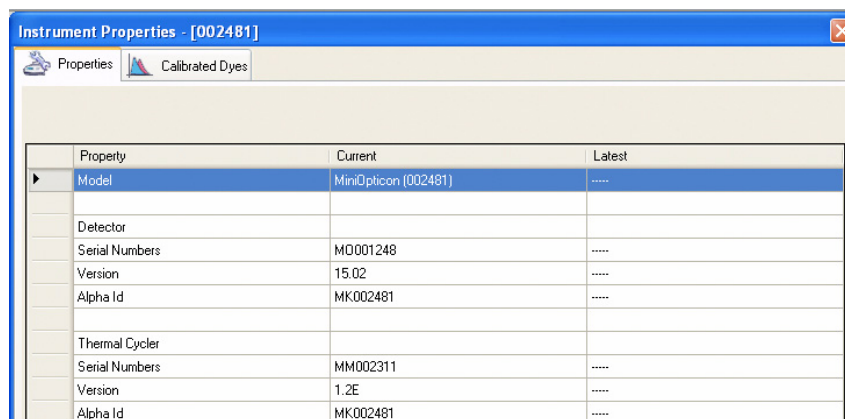 Instrument Properties - [002481]
Properties Calibrated Dyes
Property Current Latest
Model MiniOpticon (002481) -----
Detector
Serial Numbers MO001248 -----
Version 15.02 -----
Alpha Id MK002481 -----
Thermal Cycler
Serial Numbers MM002311 -----
Version 1.2E -----
Alpha Id MK002481 -----